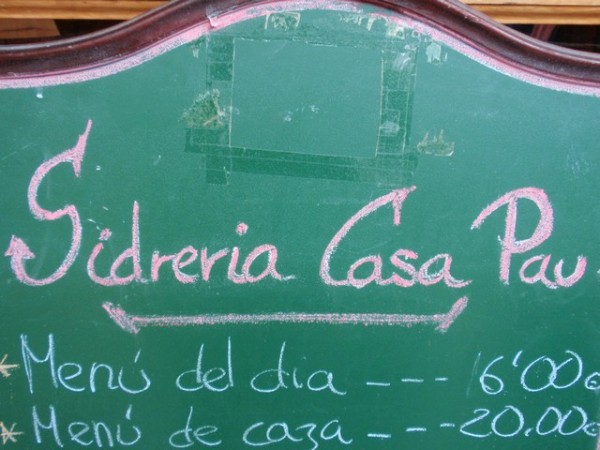 Sidreria Casa Pau
* Menú del dia --- 6'00€
* Menú de caza --- 20.00€